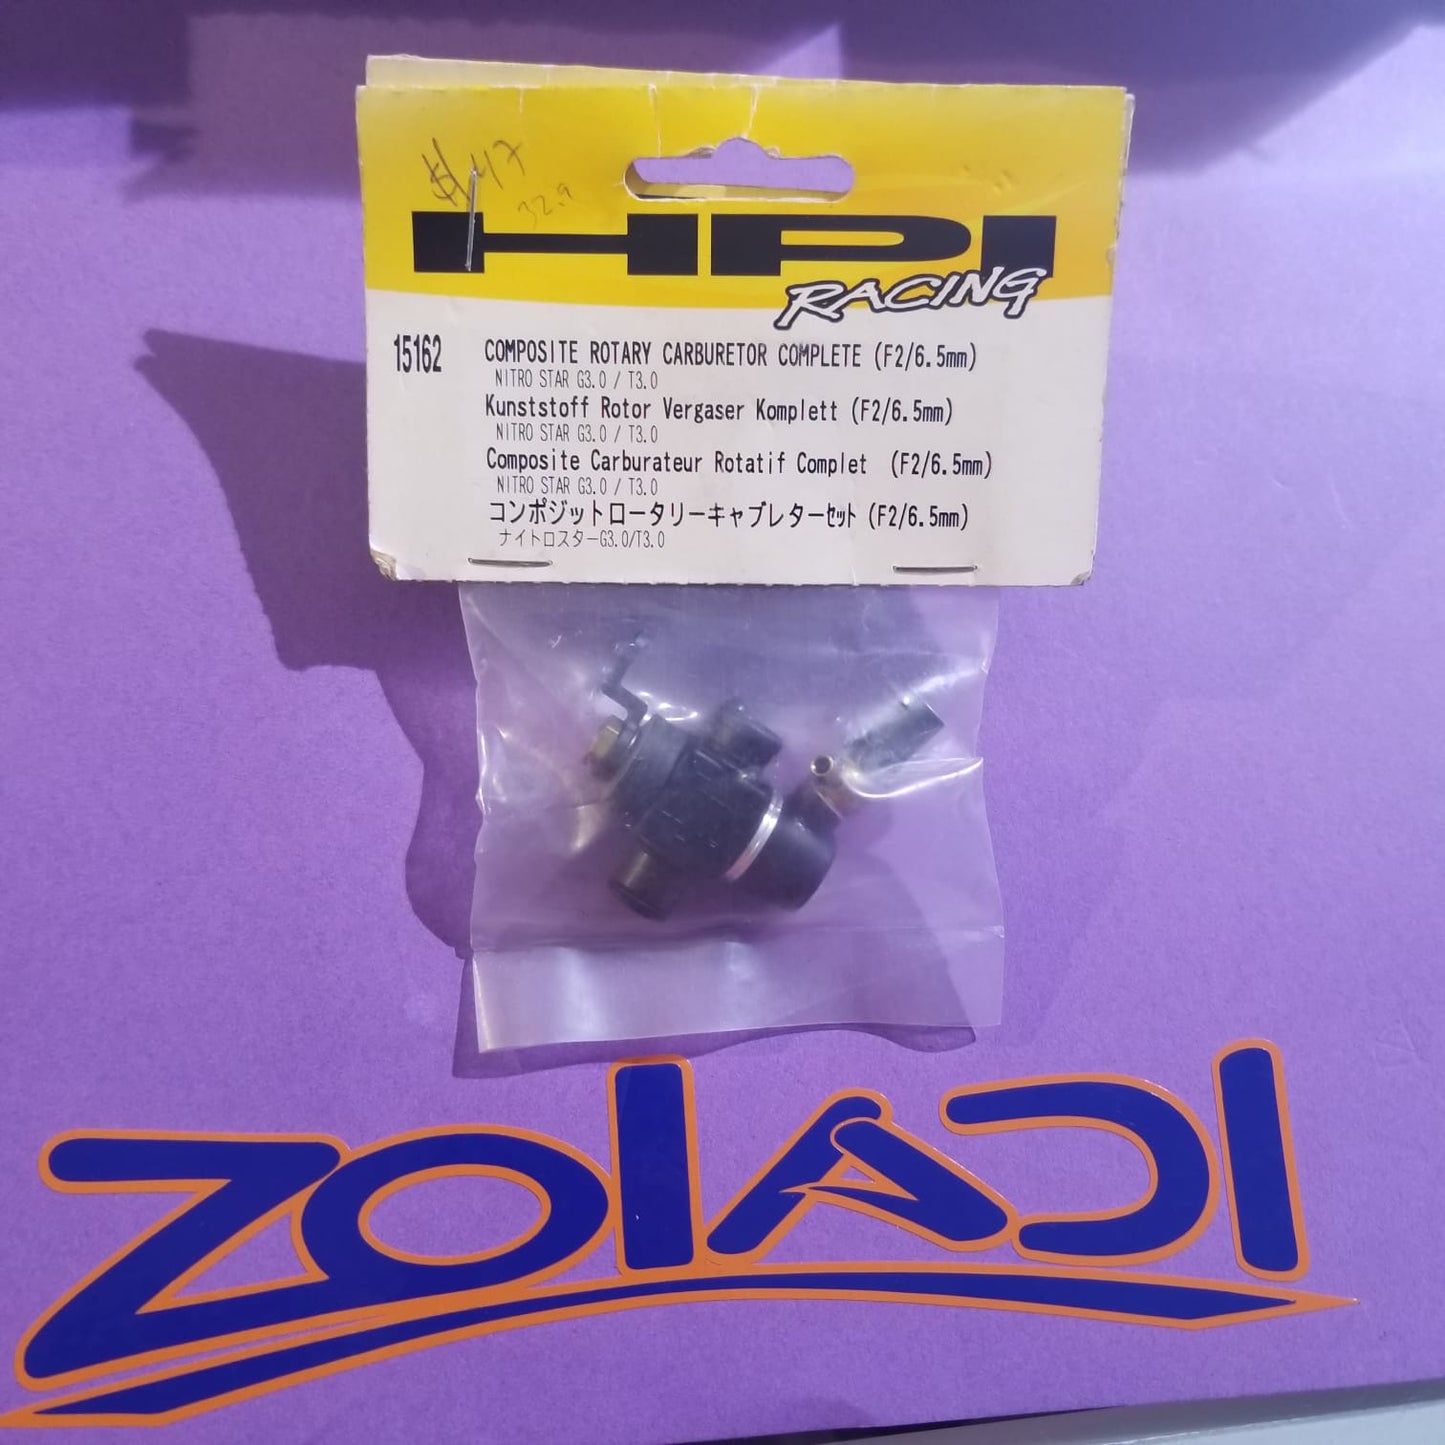 $47
32.9
HPI
RACING
15162 COMPOSITE ROTARY CARBURETOR COMPLETE (F2/6.5mm)
NITRO STAR G3.0 / T3.0
Kunststoff Rotor Vergaser Komplett (F2/6.5mm)
NITRO STAR G3.0 / T3.0
Composite Carburateur Rotatif Complet (F2/6.5mm)
NITRO STAR G3.0 / T3.0
コンポジットロータリーキャブレターセット (F2/6.5mm)
ナイトロスターG3.0/T3.0
ZOIADI